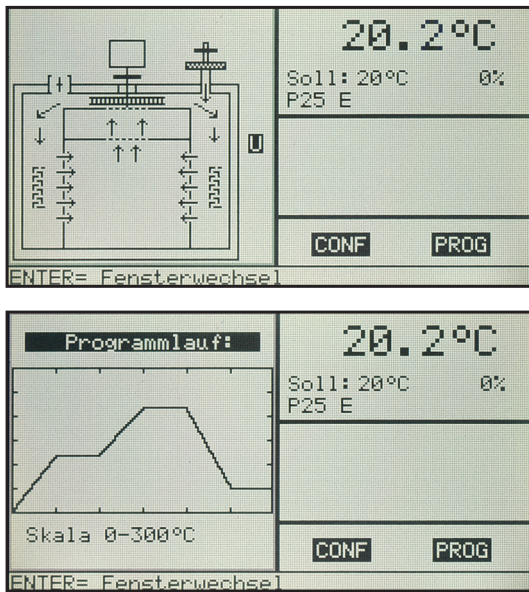 20.2°C
Soll: 20°C 0%
P25 E
U
CONF PROG
ENTER= Fensterwechsel
Programmlauf:
20.2°C
Soll: 20°C 0%
P25 E
Skala 0-300°C
CONF PROG
ENTER= Fensterwechsel